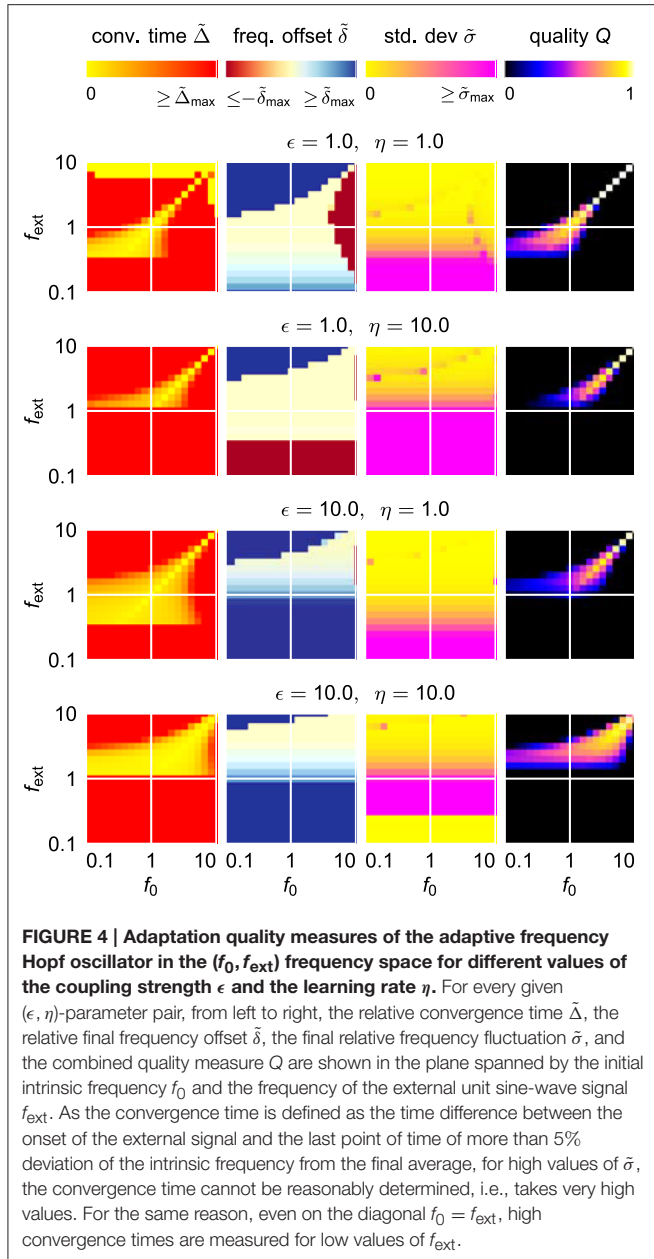 conv. time Δ̃ freq. offset δ̃ std. dev σ̃ quality Q
0 ≥ Δ̃max ≤−δ̃max ≥ δ̃max 0 ≥ σ̃max 0 1
ϵ = 1.0, η = 1.0
10
fext 1
0.1
ϵ = 1.0, η = 10.0
10
fext 1
0.1
ϵ = 10.0, η = 1.0
10
fext 1
0.1
ϵ = 10.0, η = 10.0
10
fext 1
0.1
0.1 1 10 0.1 1 10 0.1 1 10 0.1 1 10
f0 f0 f0 f0
FIGURE 4 | Adaptation quality measures of the adaptive frequency
Hopf oscillator in the (f0, fext) frequency space for different values of
the coupling strength ϵ and the learning rate η. For every given
(ϵ, η)-parameter pair, from left to right, the relative convergence time Δ̃, the
relative final frequency offset δ̃, the final relative frequency fluctuation σ̃, and
the combined quality measure Q are shown in the plane spanned by the initial
intrinsic frequency f0 and the frequency of the external unit sine-wave signal
fext. As the convergence time is defined as the time difference between the
onset of the external signal and the last point of time of more than 5%
deviation of the intrinsic frequency from the final average, for high values of σ̃,
the convergence time cannot be reasonably determined, i.e., takes very high
values. For the same reason, even on the diagonal f0 = fext, high
convergence times are measured for low values of fext.